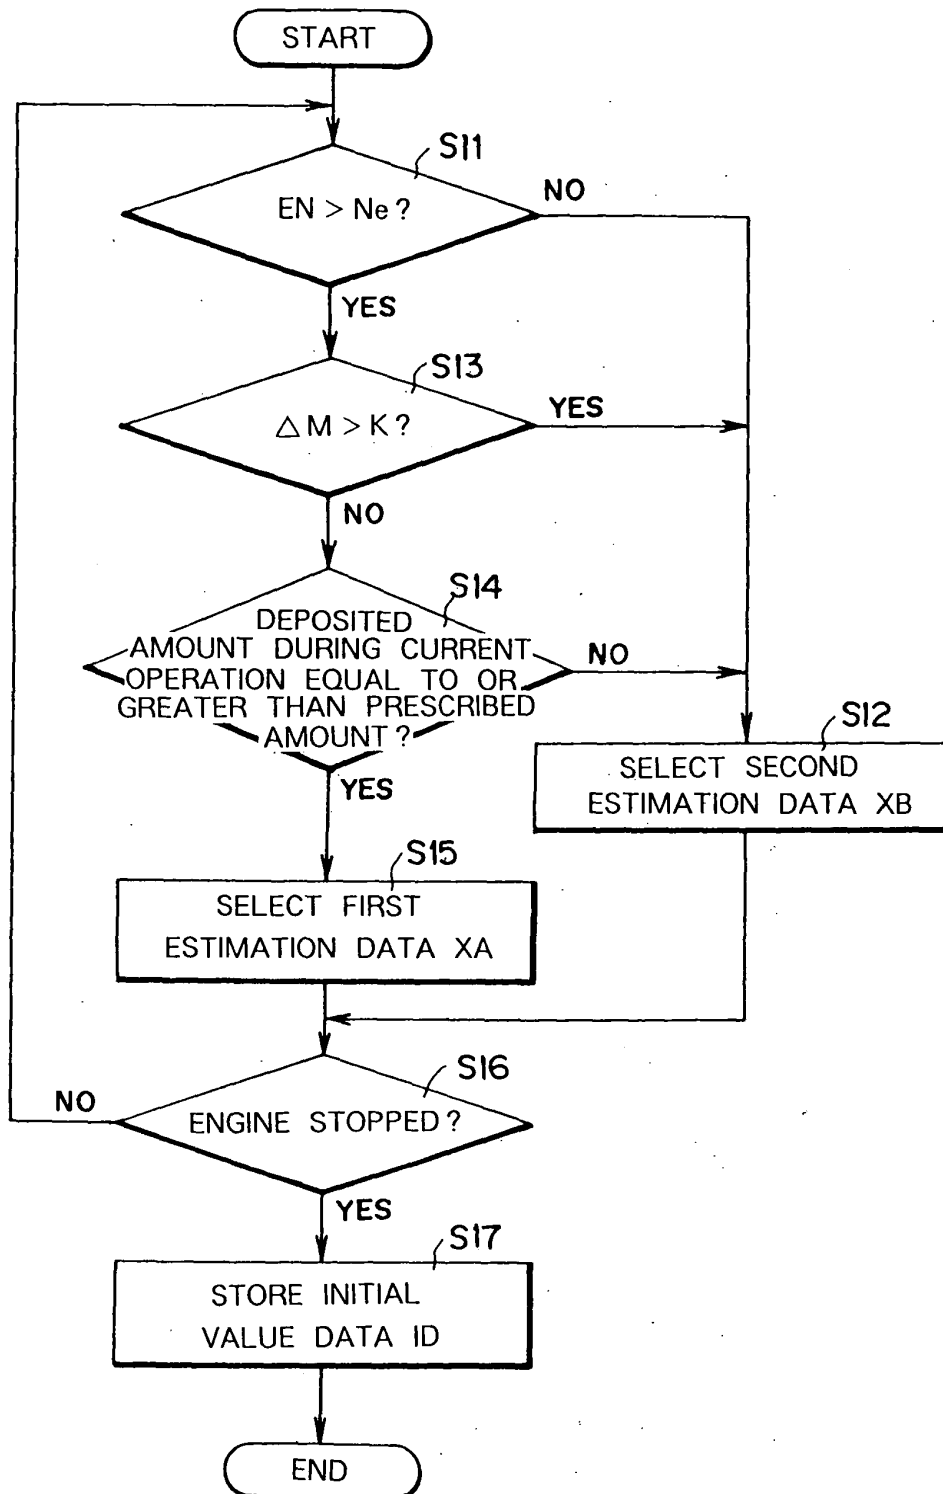 START
S11
EN > Ne ?
NO
YES
S13
△M > K ?
YES
NO
S14
DEPOSITED
AMOUNT DURING CURRENT
OPERATION EQUAL TO OR
GREATER THAN PRESCRIBED
AMOUNT ?
NO
YES
S12
SELECT SECOND
ESTIMATION DATA XB
S15
SELECT FIRST
ESTIMATION DATA XA
S16
ENGINE STOPPED ?
NO
YES
S17
STORE INITIAL
VALUE DATA ID
END